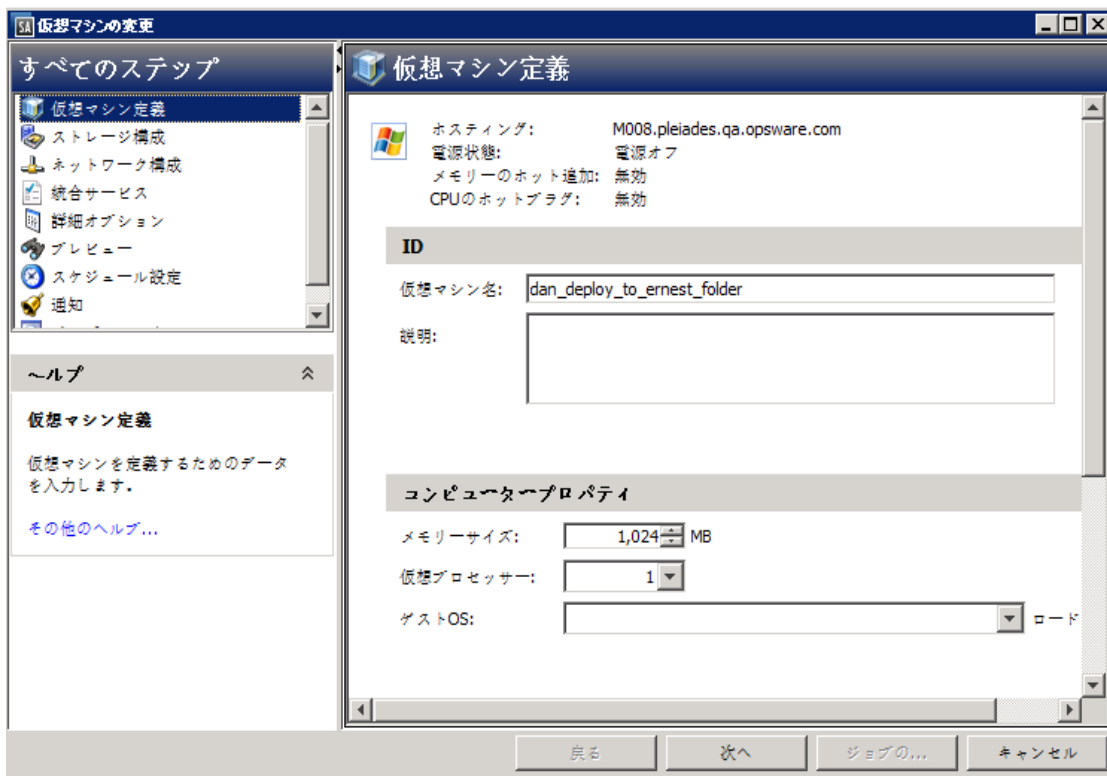 SA 仮想マシンの変更
すべてのステップ
仮想マシン定義
ストレージ構成
ネットワーク構成
統合サービス
詳細オプション
プレビュー
スケジュール設定
通知
ヘルプ
仮想マシン定義
仮想マシンを定義するためのデータ
を入力します.
その他のヘルプ...
仮想マシン定義
ホスティング: M008.pleiades.qa.opsware.com
電源状態: 電源オフ
メモリーのホット追加: 無効
CPUのホットプラグ: 無効
ID
仮想マシン名: dan_deploy_to_ernest_folder
説明:
コンピュータープロパティ
メモリーサイズ: 1,024 MB
仮想プロセッサー: 1
ゲストOS: ロード
戻る 次へ ジョブの... キャンセル